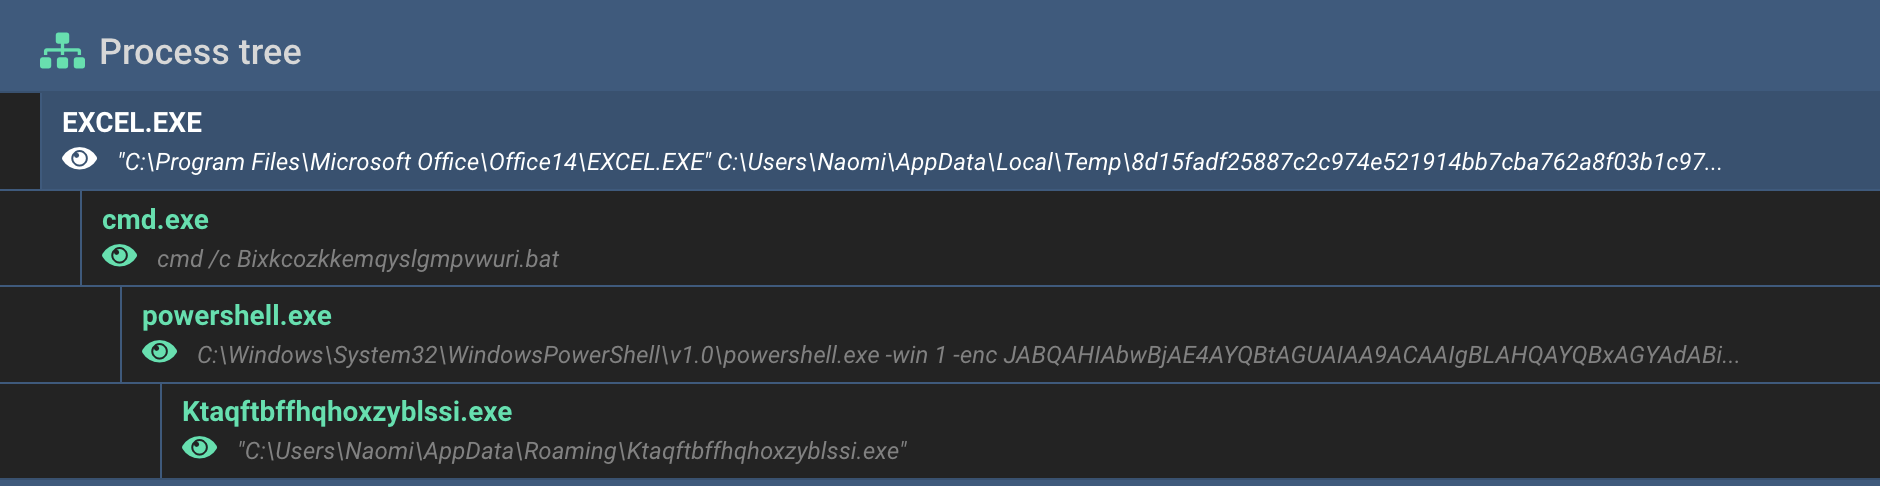 Process tree
EXCEL.EXE
"C:\Program Files\Microsoft Office\Office14\EXCEL.EXE" C:\Users\Naomi\AppData\Local\Temp\8d15fadf25887c2c974e521914bb7cba762a8f03b1c97...
cmd.exe
cmd /c Bixkcozkkemqyslgmpvwuri.bat
powershell.exe
C:\Windows\System32\WindowsPowerShell\v1.0\powershell.exe -win 1 -enc JABQAHIAbwBjAE4AYQBtAGUAIAA9ACAAIgBLAHQAYQBxAGYAdABi...
Ktaqftbffhqhoxzyblssi.exe
"C:\Users\Naomi\AppData\Roaming\Ktaqftbffhqhoxzyblssi.exe"